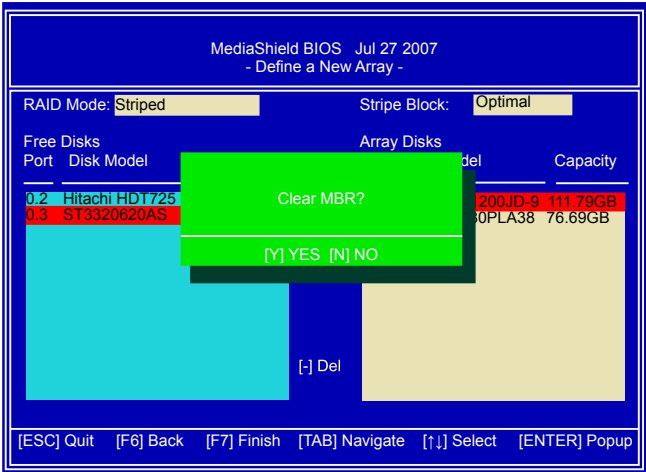 MediaShield BIOS Jul 27 2007
- Define a New Array -
RAID Mode: Striped Stripe Block: Optimal
Free Disks Array Disks
Port Disk Model del Capacity
Clear MBR?
0.2 Hitachi HDT725 200JD-9 111.79GB
0.3 ST3320620AS 0PLA38 76.69GB
[Y] YES [N] NO
[-] Del
[ESC] Quit [F6] Back [F7] Finish [TAB] Navigate [↑↓] Select [ENTER] Popup